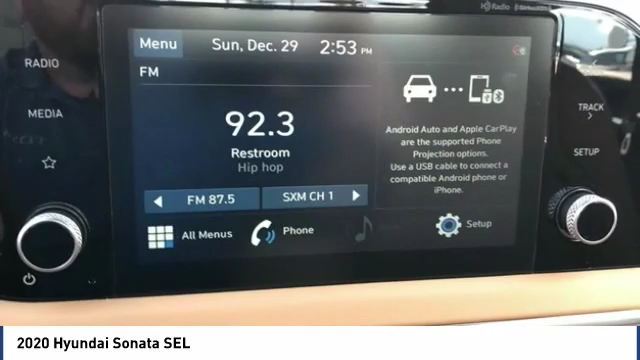 HD Radio
Menu
Sun, Dec. 29
2:53 PM
RADIO
FM
MEDIA
92.3
Restroom
Hip hop
Android Auto and Apple CarPlay
are the supported Phone
Projection options.
Use a USB cable to connect a
compatible Android phone or
iPhone.
TRACK
SETUP
FM 87.5
SXM CH 1
All Menus
Phone
Setup
2020 Hyundai Sonata SEL